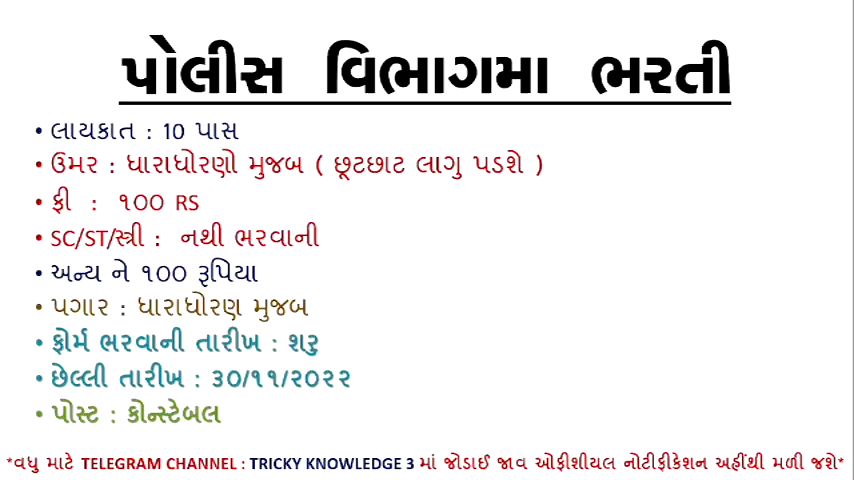 પોલીસ વિભાગમા ભરતી
• લાયકાત : 10 પાસ
• ઉમર : ધારાધોરણો મુજબ ( છૂટછાટ લાગુ પડશે )
• ફી : ૧૦૦ RS
• SC/ST/સ્ત્રી : નથી ભરવાની
• અન્ય ને ૧૦૦ રૂપિયા
• પગાર : ધારાધોરણ મુજબ
• ફોર્મ ભરવાની તારીખ : શરુ
• છેલ્લી તારીખ : ૩૦/૧૧/૨૦૨૨
• પોસ્ટ : કોન્સ્ટેબલ
*વધુ માટે TELEGRAM CHANNEL : TRICKY KNOWLEDGE 3 માં જોડાઈ જાવ ઓફીશીયલ નોટીફીકેશન અહીંથી મળી જશે*